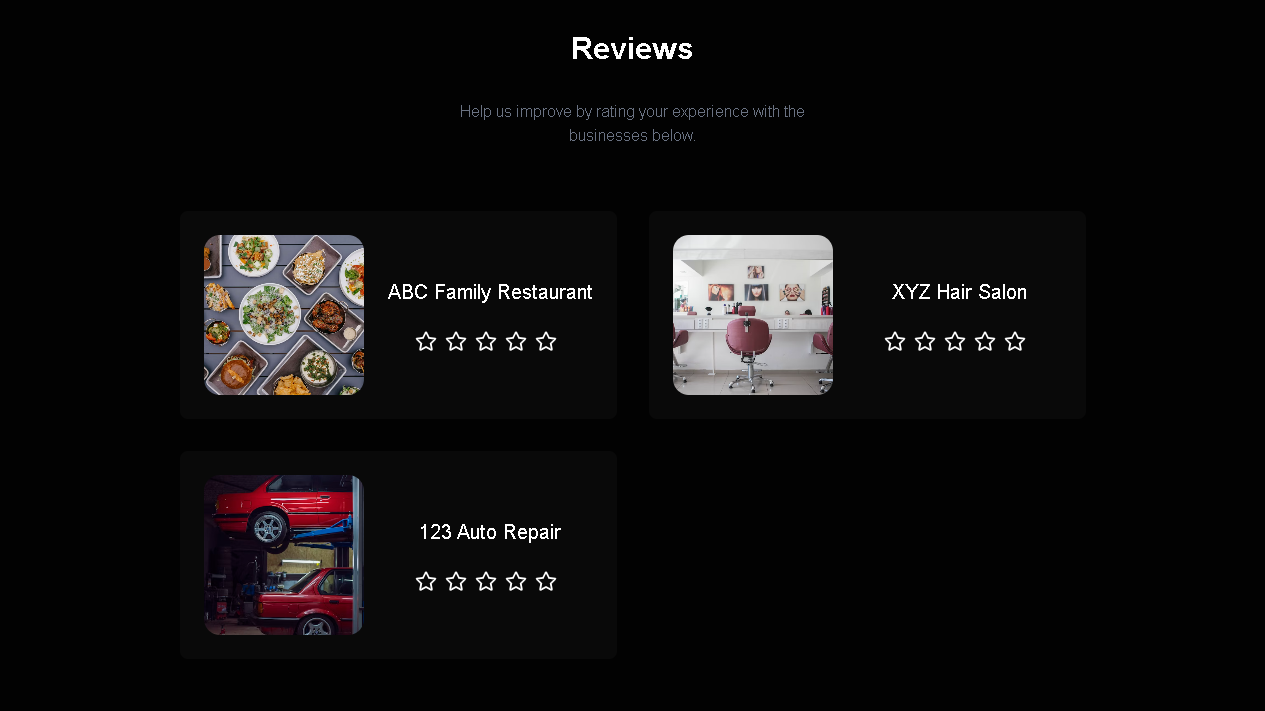 Reviews
Help us improve by rating your experience with the
businesses below.
ABC Family Restaurant
XYZ Hair Salon
123 Auto Repair